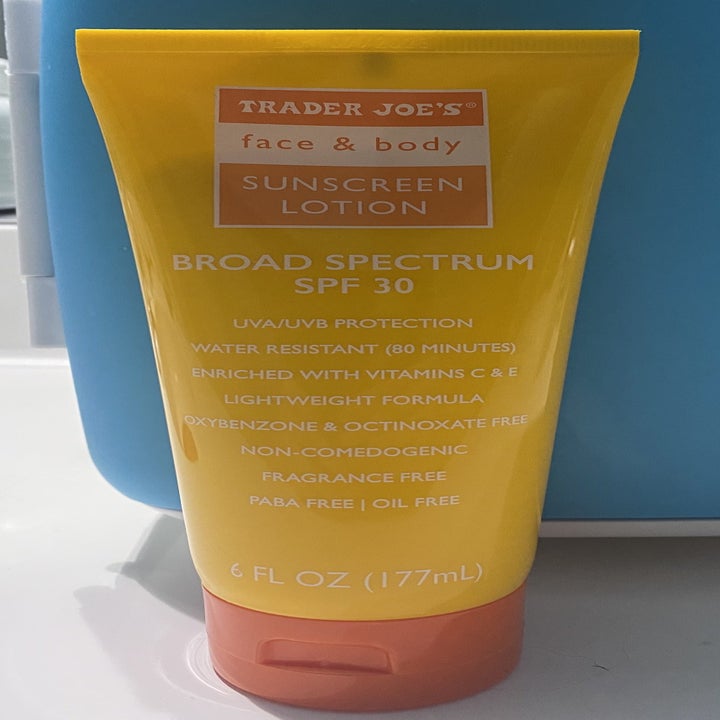 TRADER JOE'S®
face & body
SUNSCREEN
LOTION
BROAD SPECTRUM
SPF 30
UVA/UVB PROTECTION
WATER RESISTANT (80 MINUTES)
ENRICHED WITH VITAMINS C & E
LIGHTWEIGHT FORMULA
OXYBENZONE & OCTINOXATE FREE
NON-COMEDOGENIC
FRAGRANCE FREE
PABA FREE | OIL FREE
6 FL OZ (177mL)